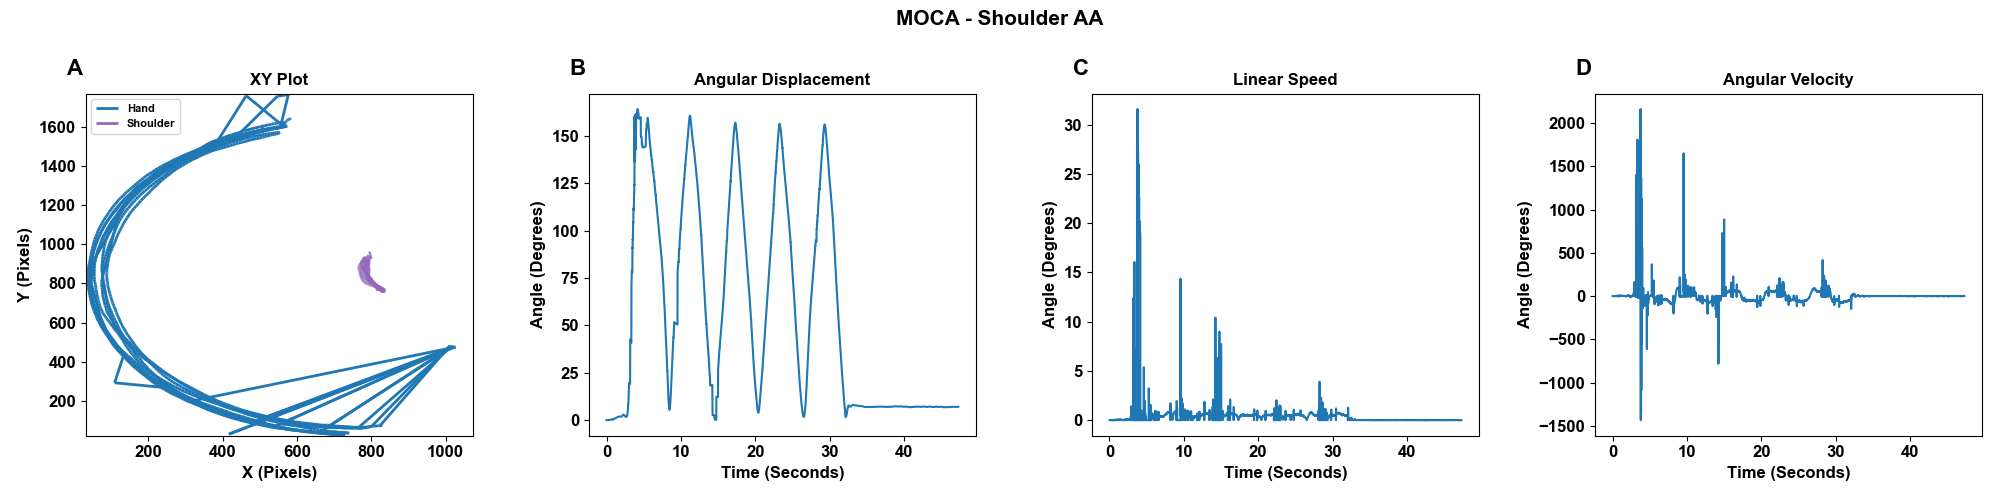 MOCA - Shoulder AA
A
XY Plot
Hand
Shoulder
1600
1400
1200
1000
800
600
400
200
Y (Pixels)
200 400 600 800 1000
X (Pixels)
B
Angular Displacement
150
125
100
75
50
25
0
Angle (Degrees)
0 10 20 30 40
Time (Seconds)
C
Linear Speed
30
25
20
15
10
5
0
Angle (Degrees)
0 10 20 30 40
Time (Seconds)
D
Angular Velocity
2000
1500
1000
500
0
−500
−1000
−1500
Angle (Degrees)
0 10 20 30 40
Time (Seconds)